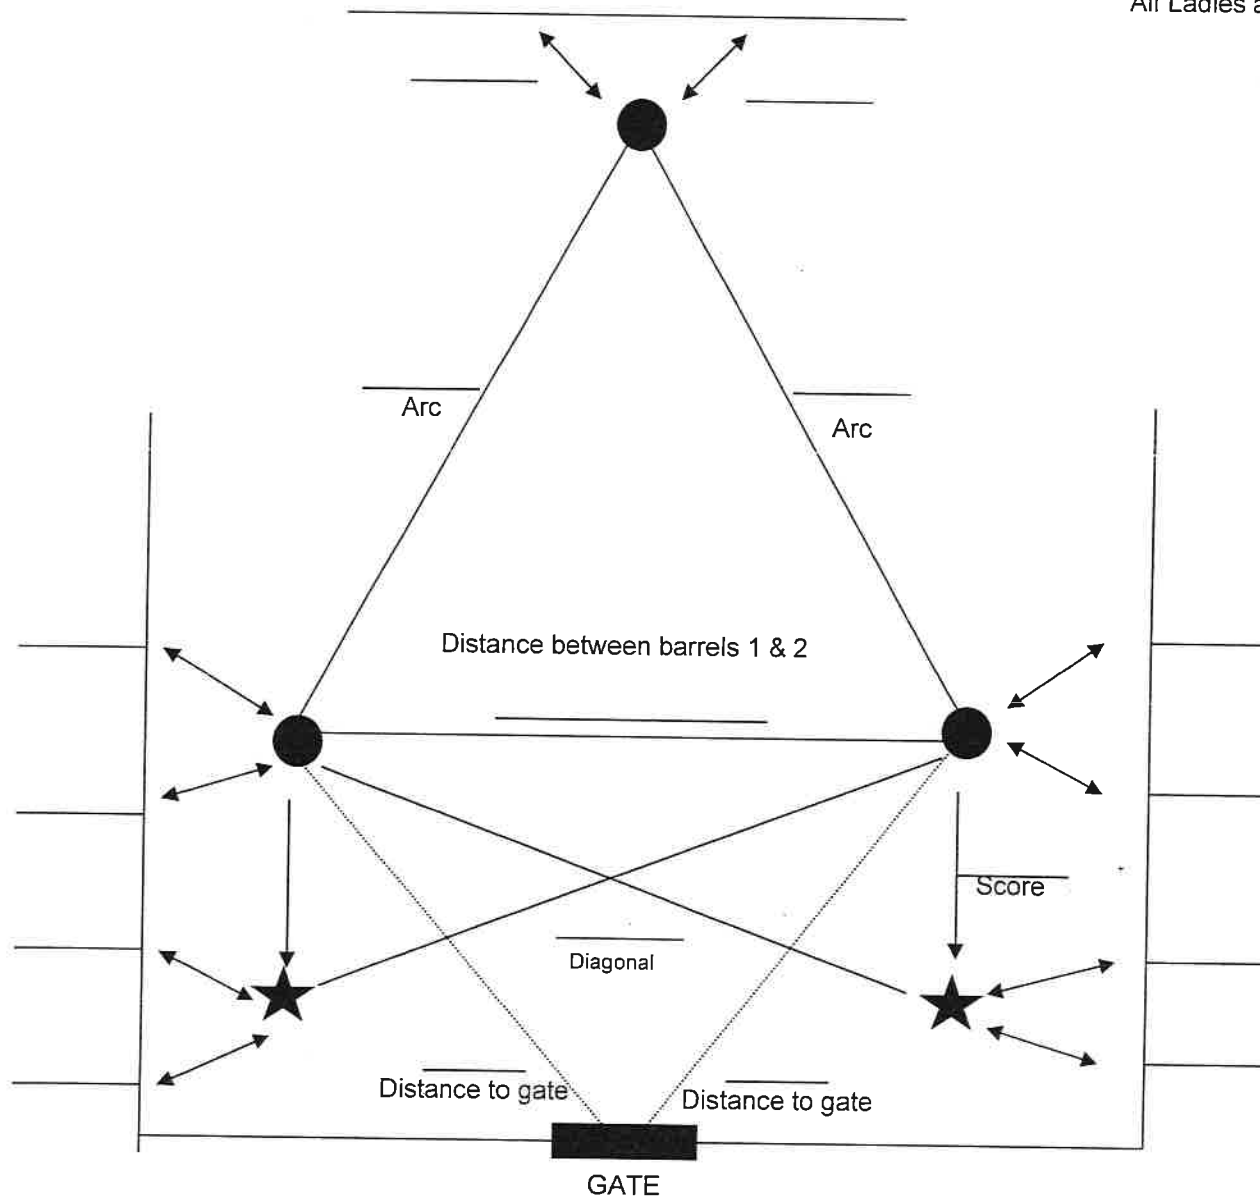 Arc
Arc
Distance between barrels 1 & 2
Score
Diagonal
Distance to gate
Distance to gate
GATE